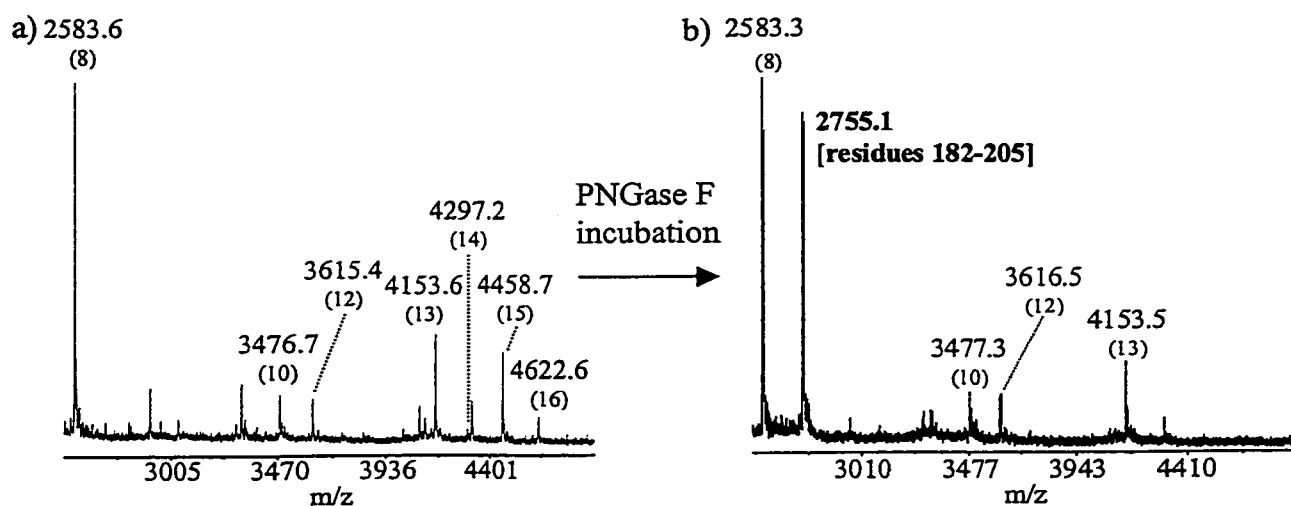 a) 2583.6
(8)
3476.7
(10)
3615.4
(12)
4153.6
(13)
4297.2
(14)
4458.7
(15)
4622.6
(16)
3005 3470 3936 4401
m/z
PNGase F
incubation
b) 2583.3
(8)
2755.1
[residues 182-205]
3477.3
(10)
3616.5
(12)
4153.5
(13)
3010 3477 3943 4410
m/z